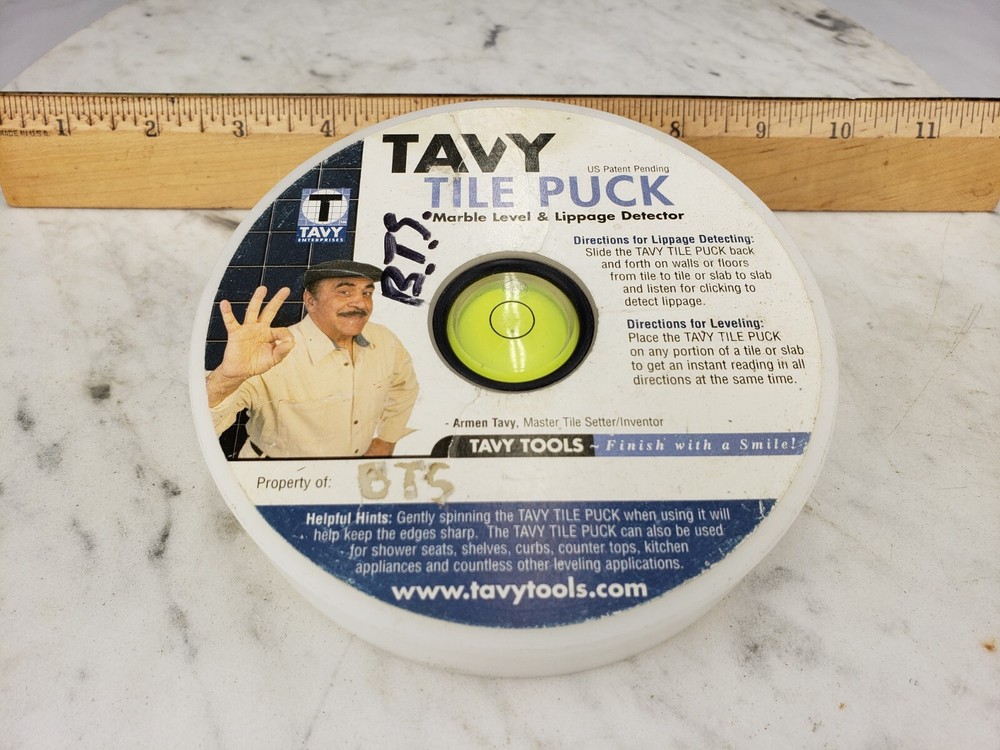 1 2 3 4 8 9 10 11
TAVY
US Patent Pending
TILE PUCK
Marble Level & Lippage Detector
T
TAVY
ENTERPRISES
B.T.S.
Directions for Lippage Detecting:
Slide the TAVY TILE PUCK back
and forth on walls or floors
from tile to tile or slab to slab
and listen for clicking to
detect lippage.
Directions for Leveling:
Place the TAVY TILE PUCK
on any portion of a tile or slab
to get an instant reading in all
directions at the same time.
- Armen Tavy, Master Tile Setter/Inventor
TAVY TOOLS ~ Finish with a Smile!
Property of: BTS
Helpful Hints: Gently spinning the TAVY TILE PUCK when using it will
help keep the edges sharp. The TAVY TILE PUCK can also be used
for shower seats, shelves, curbs, counter tops, kitchen
appliances and countless other leveling applications.
www.tavytools.com